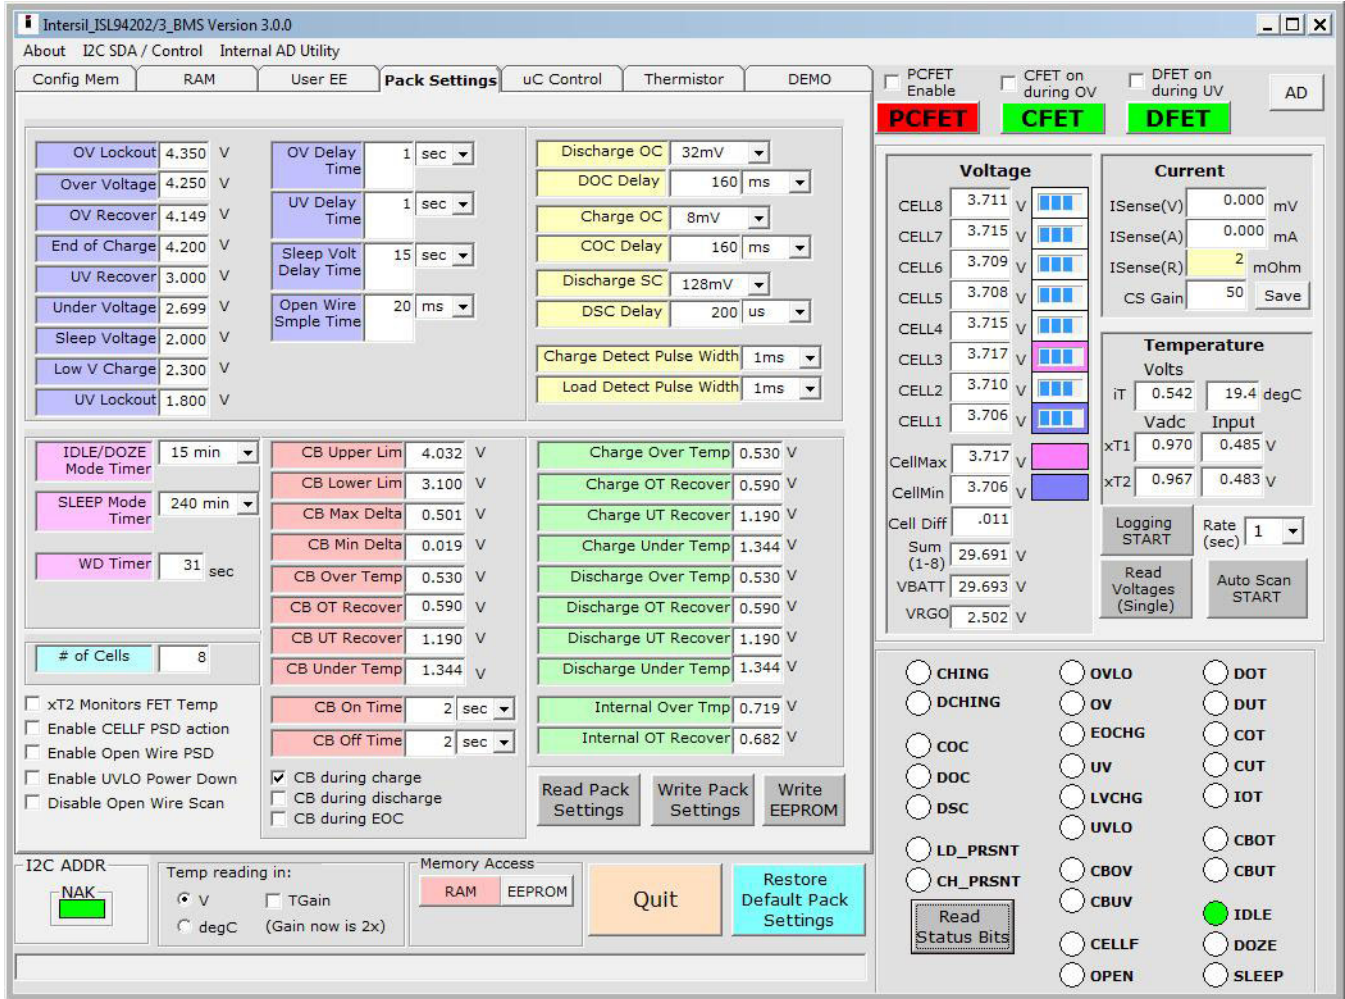 Intersil_ISL94202/3_BMS Version 3.0.0
About I2C SDA / Control Internal AD Utility
Config Mem RAM User EE Pack Settings uC Control Thermistor DEMO
OV Lockout 4.350 V
Over Voltage 4.250 V
OV Recover 4.149 V
End of Charge 4.200 V
UV Recover 3.000 V
Under Voltage 2.699 V
Sleep Voltage 2.000 V
Low V Charge 2.300 V
UV Lockout 1.800 V
OV Delay Time 1 sec
UV Delay Time 1 sec
Sleep Volt Delay Time 15 sec
Open Wire Smple Time 20 ms
Discharge OC 32mV
DOC Delay 160 ms
Charge OC 8mV
COC Delay 160 ms
Discharge SC 128mV
DSC Delay 200 us
Charge Detect Pulse Width 1ms
Load Detect Pulse Width 1ms
IDLE/DOZE Mode Timer 15 min
SLEEP Mode Timer 240 min
WD Timer 31 sec
# of Cells 8
xT2 Monitors FET Temp
Enable CELLF PSD action
Enable Open Wire PSD
Enable UVLO Power Down
Disable Open Wire Scan
CB Upper Lim 4.032 V
CB Lower Lim 3.100 V
CB Max Delta 0.501 V
CB Min Delta 0.019 V
CB Over Temp 0.530 V
CB OT Recover 0.590 V
CB UT Recover 1.190 V
CB Under Temp 1.344 V
CB On Time 2 sec
CB Off Time 2 sec
CB during charge
CB during discharge
CB during EOC
Charge Over Temp 0.530 V
Charge OT Recover 0.590 V
Charge UT Recover 1.190 V
Charge Under Temp 1.344 V
Discharge Over Temp 0.530 V
Discharge OT Recover 0.590 V
Discharge UT Recover 1.190 V
Discharge Under Temp 1.344 V
Internal Over Tmp 0.719 V
Internal OT Recover 0.682 V
Read Pack Settings
Write Pack Settings
Write EEPROM
I2C ADDR
NAK
Temp reading in:
V TGain
degC (Gain now is 2x)
Memory Access
RAM EEPROM
Quit
Restore Default Pack Settings
PCFET Enable
CFET on during OV
DFET on during UV
AD
PCFET CFET DFET
Voltage
CELL8 3.711 V
CELL7 3.715 V
CELL6 3.709 V
CELL5 3.708 V
CELL4 3.715 V
CELL3 3.717 V
CELL2 3.710 V
CELL1 3.706 V
CellMax 3.717 V
CellMin 3.706 V
Cell Diff .011
Sum (1-8) 29.691 V
VBATT 29.693 V
VRGO 2.502 V
Current
ISense(V) 0.000 mV
ISense(A) 0.000 mA
ISense(R) 2 mOhm
CS Gain 50 Save
Temperature
Volts
iT 0.542 19.4 degC
Vadc Input
xT1 0.970 0.485 V
xT2 0.967 0.483 V
Logging START
Rate (sec) 1
Read Voltages (Single)
Auto Scan START
CHING OVLO DOT
DCHING OV DUT
COC EOCHG COT
DOC UV CUT
DSC LVCHG IOT
LD_PRSNT UVLO CBOT
CH_PRSNT CBOV CBUT
Read Status Bits
CBUV IDLE
CELLF DOZE
OPEN SLEEP